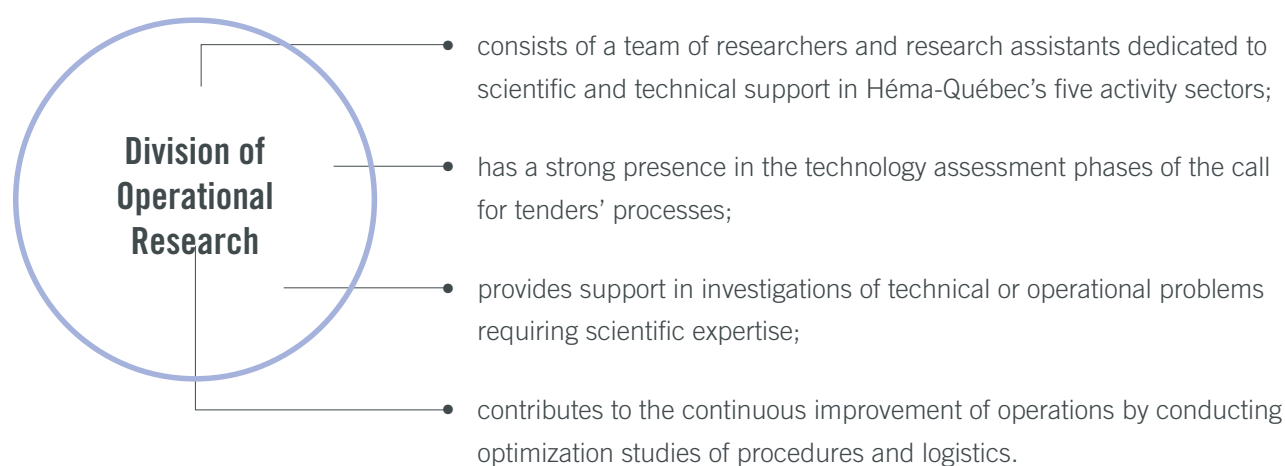 Division of
Operational
Research
consists of a team of researchers and research assistants dedicated to
scientific and technical support in Héma-Québec’s five activity sectors;
has a strong presence in the technology assessment phases of the call
for tenders’ processes;
provides support in investigations of technical or operational problems
requiring scientific expertise;
contributes to the continuous improvement of operations by conducting
optimization studies of procedures and logistics.